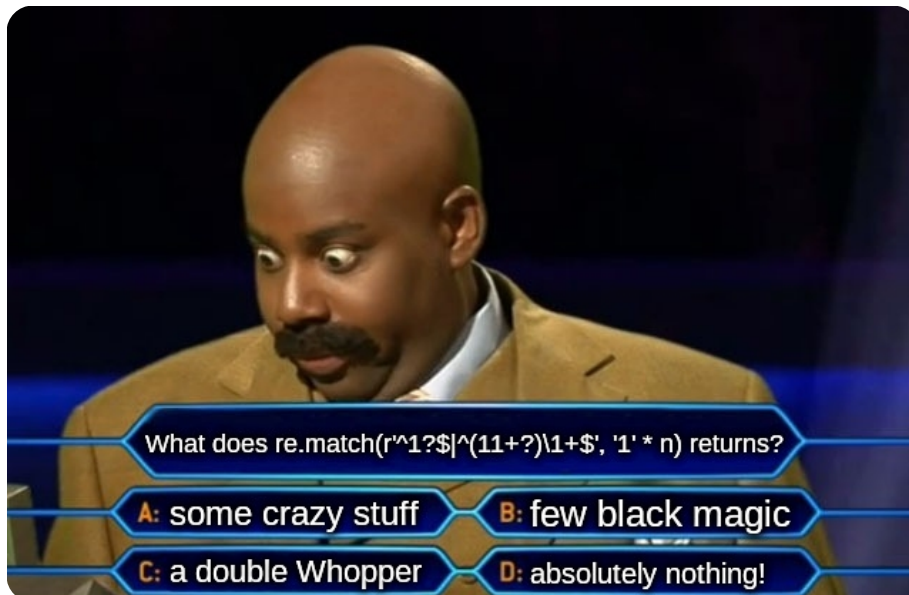 What does re.match(r'^1?$|^(11+?)\1+$', '1' * n) returns?
A: some crazy stuff
B: few black magic
C: a double Whopper
D: absolutely nothing!